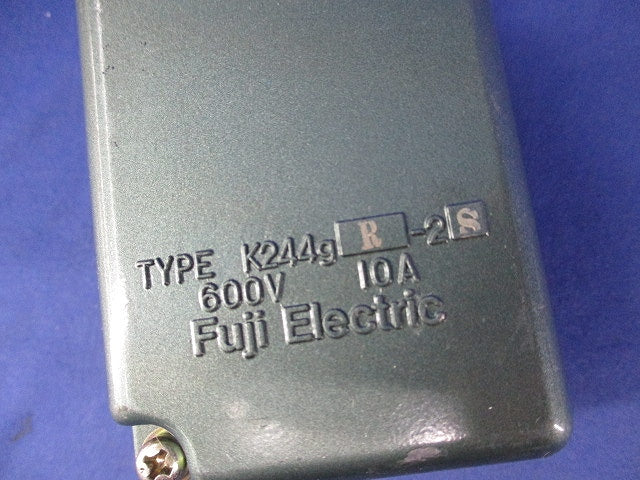 TYPE K244g R -2 S
600V 10A
Fuji Electric